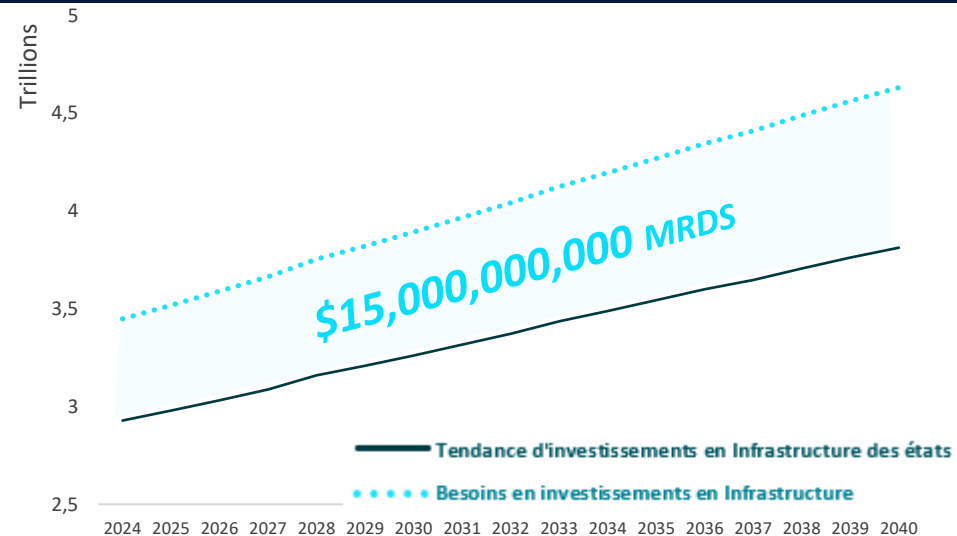 Trillions
5
4,5
4
3,5
3
2,5
$15,000,000,000 MRDS
Tendance d'investissements en Infrastructure des états
Besoins en investissements en Infrastructure
2024 2025 2026 2027 2028 2029 2030 2031 2032 2033 2034 2035 2036 2037 2038 2039 2040